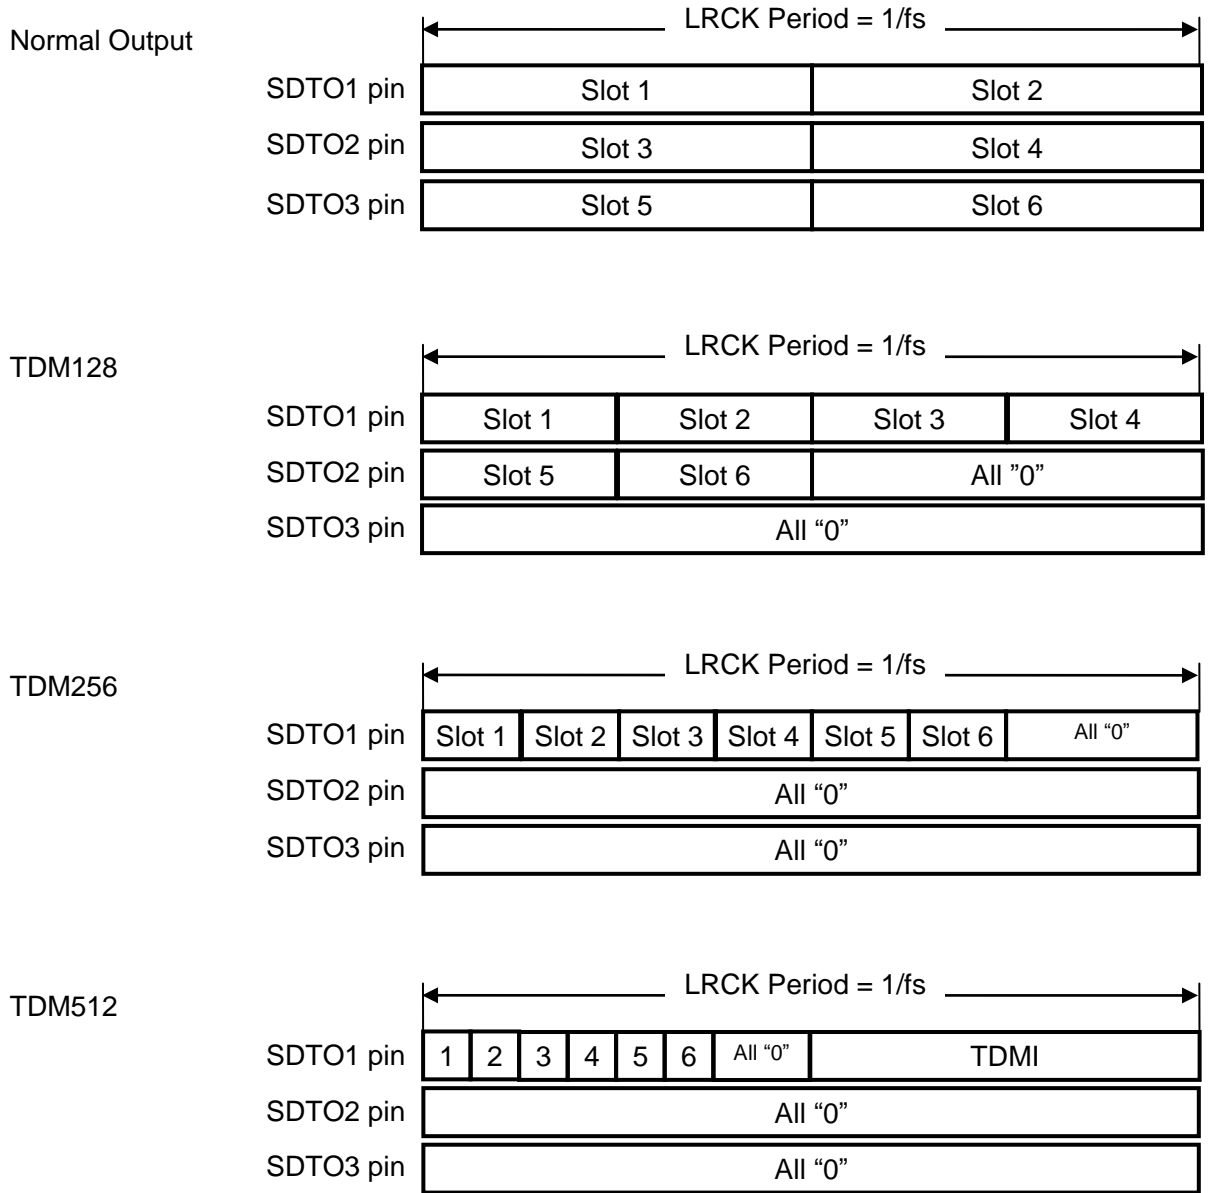 LRCK Period = 1/fs
Normal Output
SDTO1 pin Slot 1 Slot 2
SDTO2 pin Slot 3 Slot 4
SDTO3 pin Slot 5 Slot 6
LRCK Period = 1/fs
TDM128
SDTO1 pin Slot 1 Slot 2 Slot 3 Slot 4
SDTO2 pin Slot 5 Slot 6 All ”0”
SDTO3 pin All “0”
LRCK Period = 1/fs
TDM256
SDTO1 pin Slot 1 Slot 2 Slot 3 Slot 4 Slot 5 Slot 6 All “0”
SDTO2 pin All “0”
SDTO3 pin All “0”
LRCK Period = 1/fs
TDM512
SDTO1 pin 1 2 3 4 5 6 All “0” TDMI
SDTO2 pin All “0”
SDTO3 pin All “0”